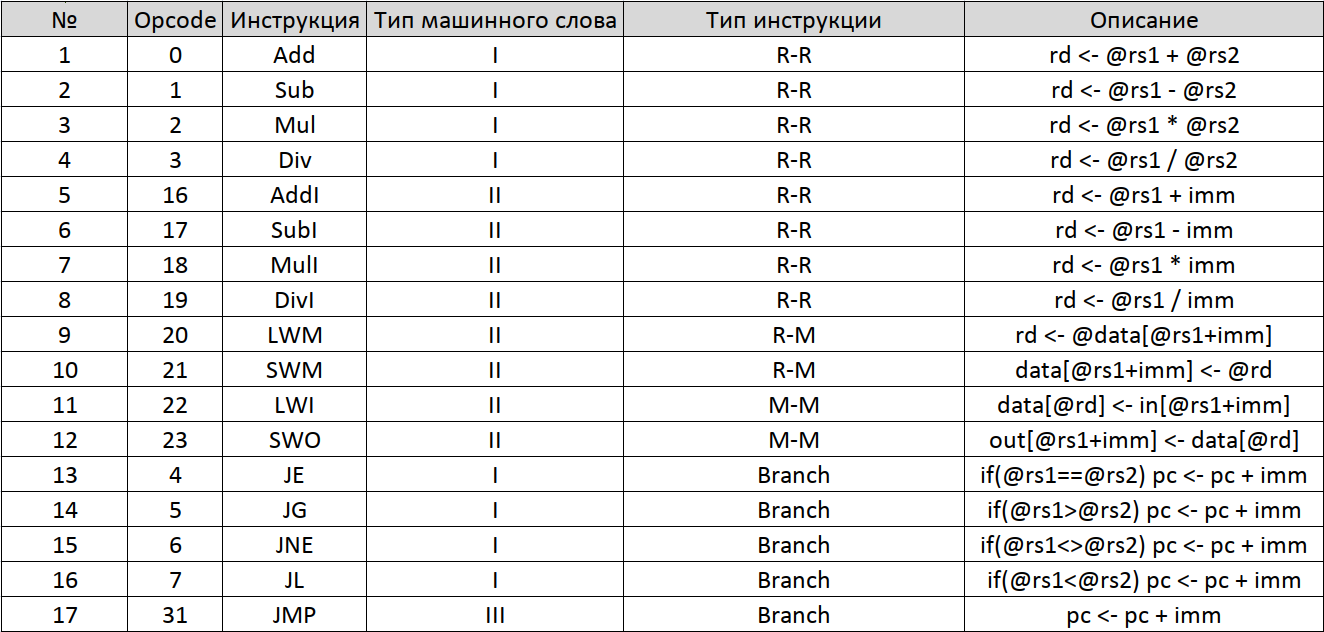 № Opcode Инструкция Тип машинного слова Тип инструкции Описание
1 0 Add I R-R rd <- @rs1 + @rs2
2 1 Sub I R-R rd <- @rs1 - @rs2
3 2 Mul I R-R rd <- @rs1 * @rs2
4 3 Div I R-R rd <- @rs1 / @rs2
5 16 AddI II R-R rd <- @rs1 + imm
6 17 SubI II R-R rd <- @rs1 - imm
7 18 MulI II R-R rd <- @rs1 * imm
8 19 DivI II R-R rd <- @rs1 / imm
9 20 LWM II R-M rd <- @data[@rs1+imm]
10 21 SWM II R-M data[@rs1+imm] <- @rd
11 22 LWI II M-M data[@rd] <- in[@rs1+imm]
12 23 SWO II M-M out[@rs1+imm] <- data[@rd]
13 4 JE I Branch if(@rs1==@rs2) pc <- pc + imm
14 5 JG I Branch if(@rs1>@rs2) pc <- pc + imm
15 6 JNE I Branch if(@rs1<>@rs2) pc <- pc + imm
16 7 JL I Branch if(@rs1<@rs2) pc <- pc + imm
17 31 JMP III Branch pc <- pc + imm